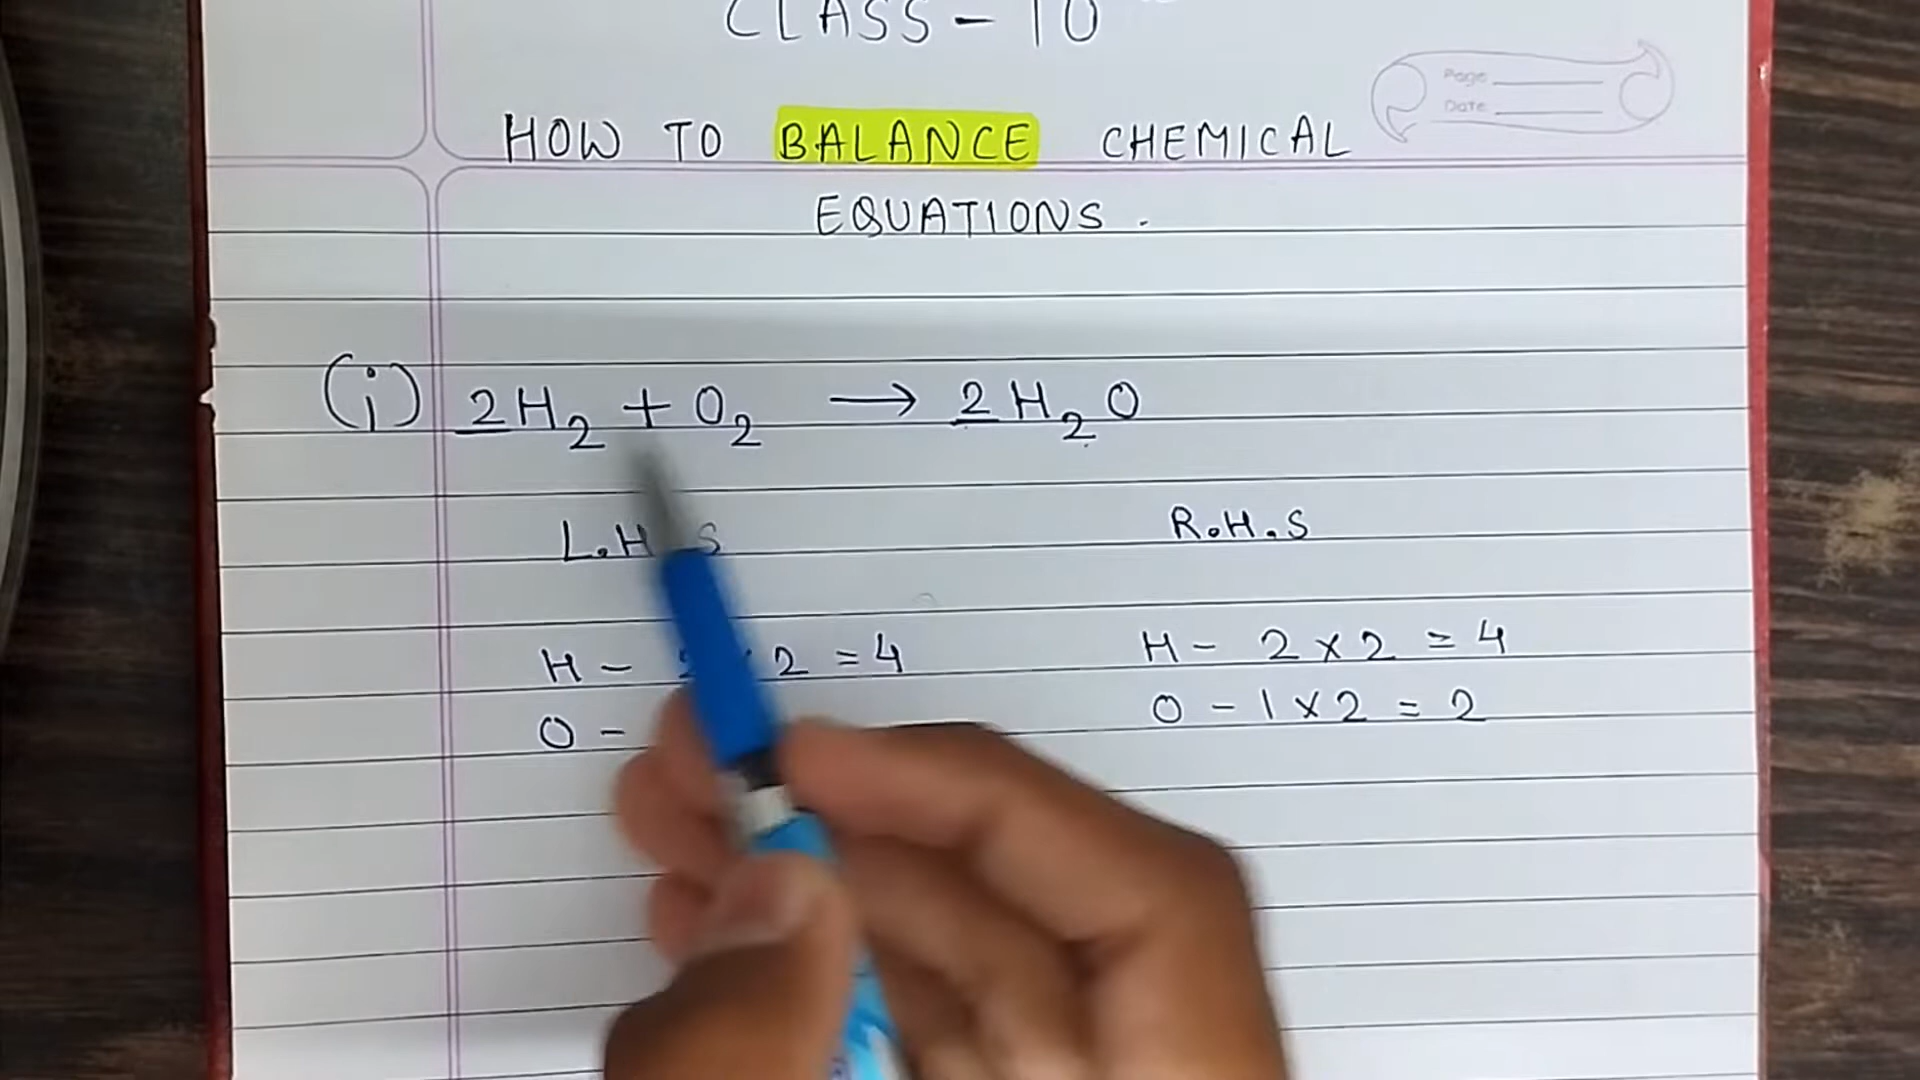 CLASS - 10
Page
Date
HOW TO BALANCE CHEMICAL
EQUATIONS.
(i) 2H₂ + O₂ → 2H₂O
L.H S
R.H.S
H - 2 = 4
H - 2 × 2 = 4
O -
O - 1 × 2 = 2